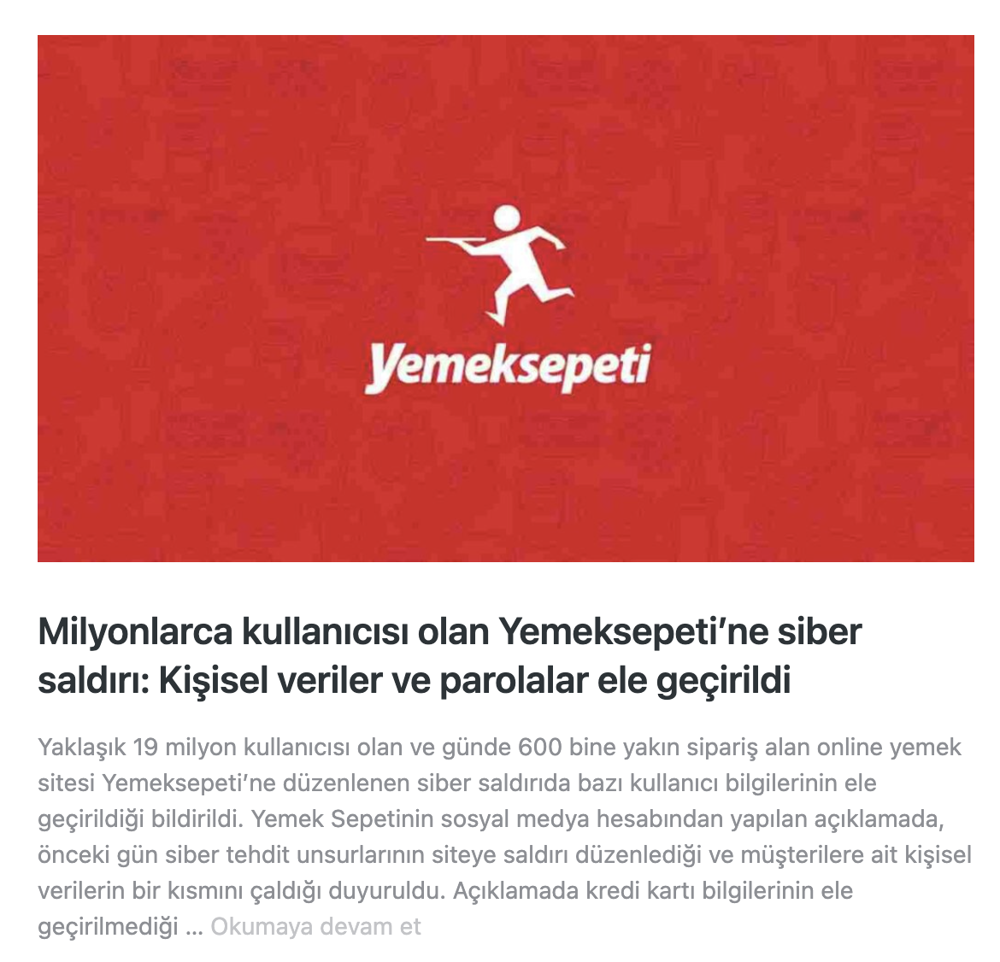 Yemeksepeti
Milyonlarca kullanıcısı olan Yemeksepeti’ne siber
saldırı: Kişisel veriler ve parolalar ele geçirildi
Yaklaşık 19 milyon kullanıcısı olan ve günde 600 bine yakın sipariş alan online yemek
sitesi Yemeksepeti’ne düzenlenen siber saldırıda bazı kullanıcı bilgilerinin ele
geçirildiği bildirildi. Yemek Sepetinin sosyal medya hesabından yapılan açıklamada,
önceki gün siber tehdit unsurlarının siteye saldırı düzenlediği ve müşterilere ait kişisel
verilerin bir kısmını çaldığı duyuruldu. Açıklamada kredi kartı bilgilerinin ele
geçirilmediği ... Okumaya devam et